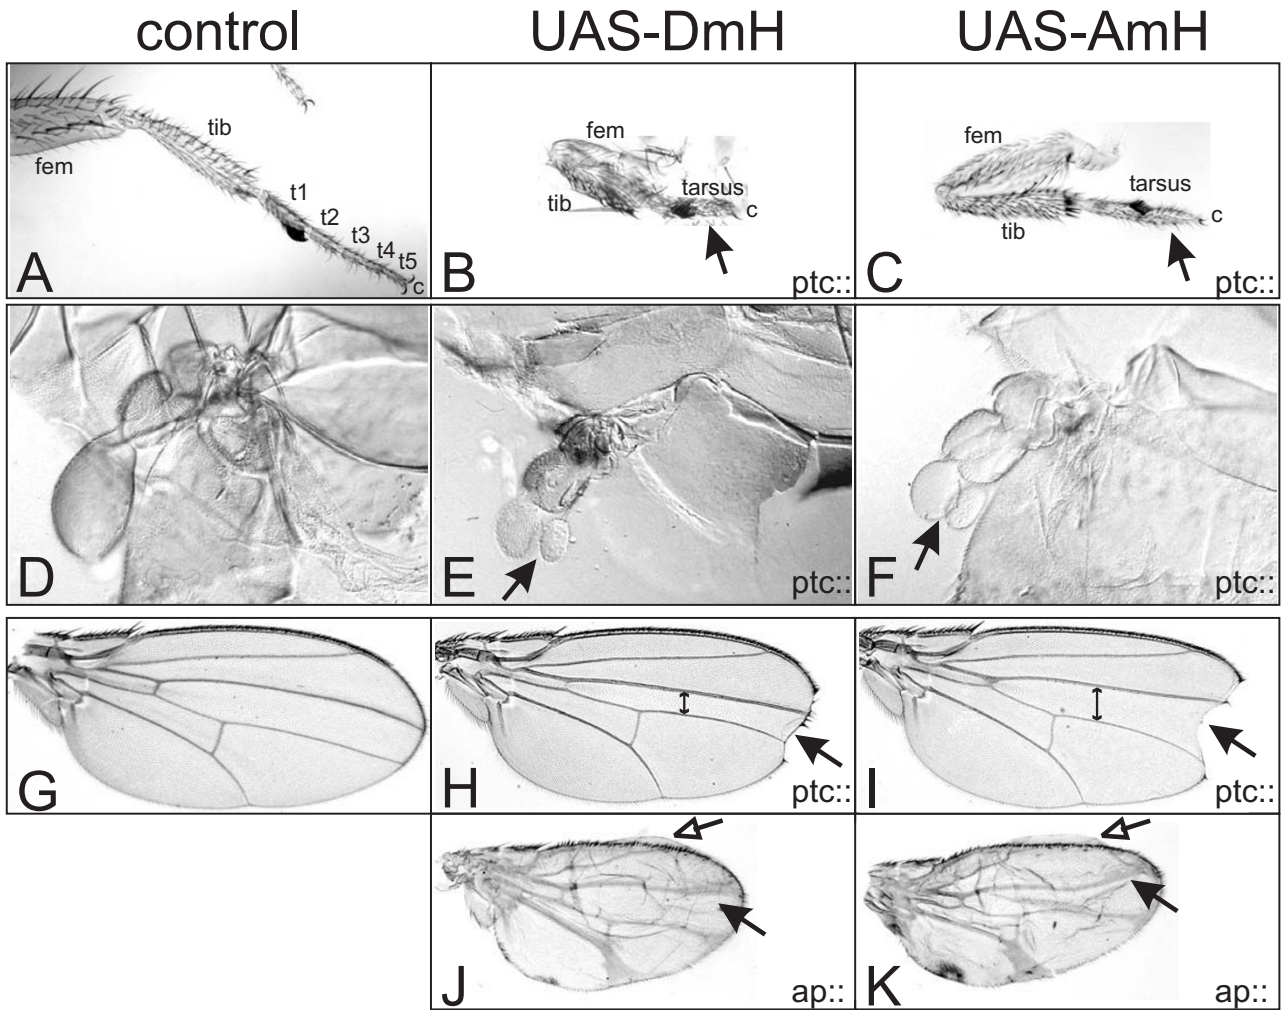 control UAS-DmH UAS-AmH
fem tib t1 t2 t3 t4 t5 c A
fem tib tarsus c B ptc::
fem tib tarsus c C ptc::
D E ptc:: F ptc::
G H ptc:: I ptc::
J ap:: K ap::